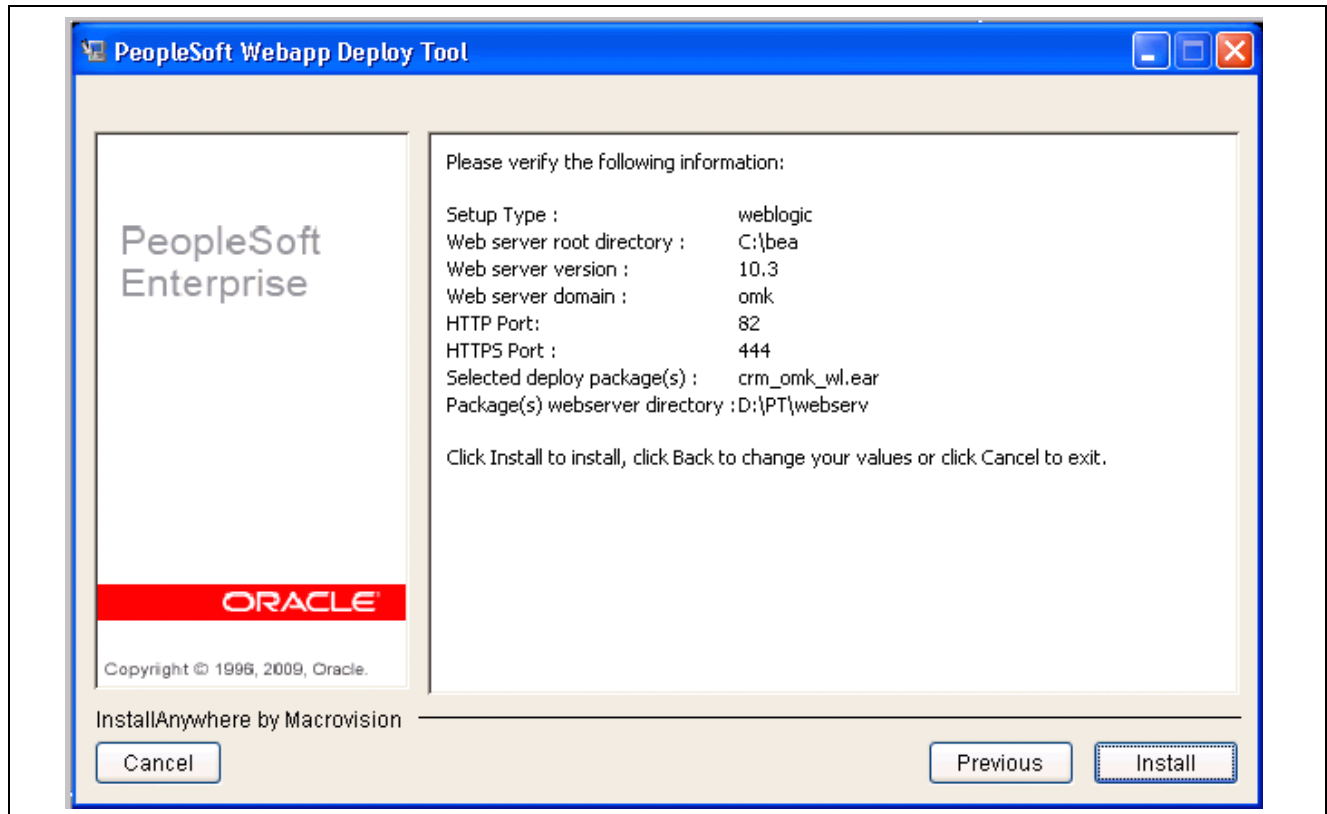 PeopleSoft Webapp Deploy Tool
PeopleSoft
Enterprise
ORACLE
Copyright © 1996, 2009, Oracle.
Please verify the following information:
Setup Type : weblogic
Web server root directory : C:\bea
Web server version : 10.3
Web server domain : omk
HTTP Port: 82
HTTPS Port : 444
Selected deploy package(s) : crm_omk_wl.ear
Package(s) webserver directory :D:\PT\webserv
Click Install to install, click Back to change your values or click Cancel to exit.
InstallAnywhere by Macrovision
Cancel Previous Install